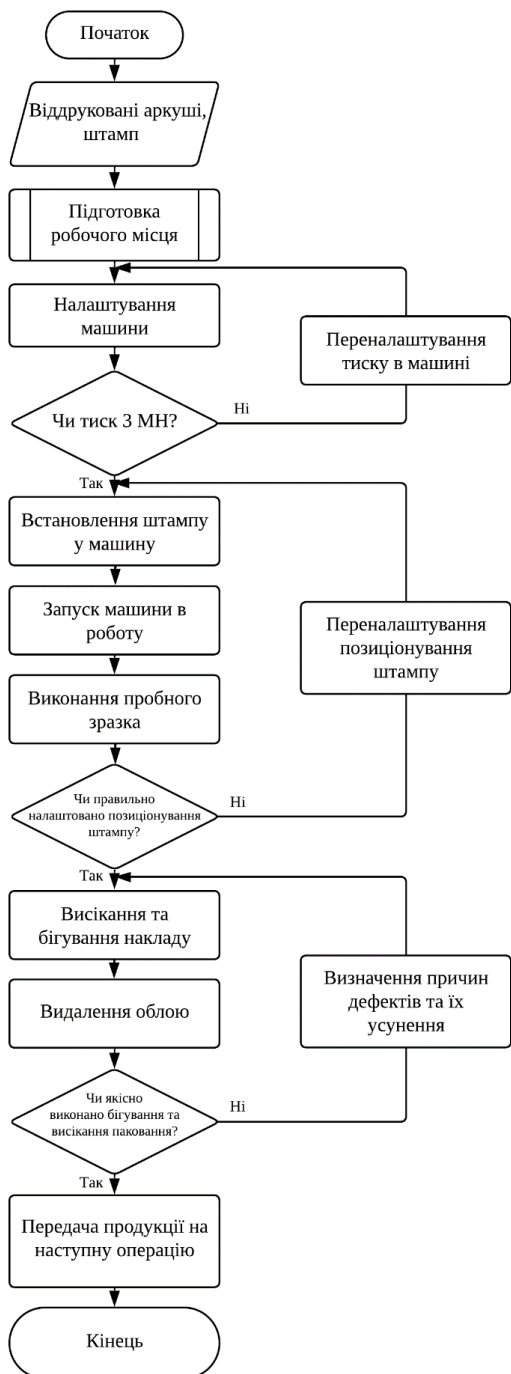 Початок
Віддруковані аркуші,
штамп
Підготовка
робочого місця
Налаштування
машини
Переналаштування
тиску в машині
Чи тиск 3 МН?
Ні
Так
Встановлення штампу
у машину
Запуск машини в
роботу
Переналаштування
позиціонування
штампу
Виконання пробного
зразка
Чи правильно
налаштовано позиціонування
штампу?
Ні
Так
Висікання та
бігування накладу
Визначення причин
дефектів та їх
усунення
Видалення облою
Чи якісно
виконано бігування та
висікання паковання?
Ні
Так
Передача продукції на
наступну операцію
Кінець